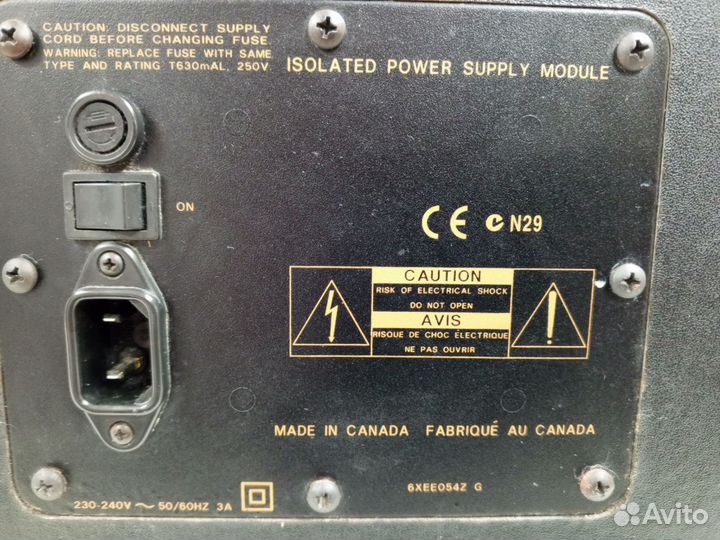 CAUTION: DISCONNECT SUPPLY
CORD BEFORE CHANGING FUSE.
WARNING: REPLACE FUSE WITH SAME
TYPE AND RATING T630mAL, 250V.
ISOLATED POWER SUPPLY MODULE
ON
CE N29
CAUTION
RISK OF ELECTRICAL SHOCK
DO NOT OPEN
AVIS
RISQUE DE CHOC ÉLECTRIQUE
NE PAS OUVRIR
MADE IN CANADA FABRIQUÉ AU CANADA
6XEE054Z G
230-240V ~ 50/60HZ 3A
Avito